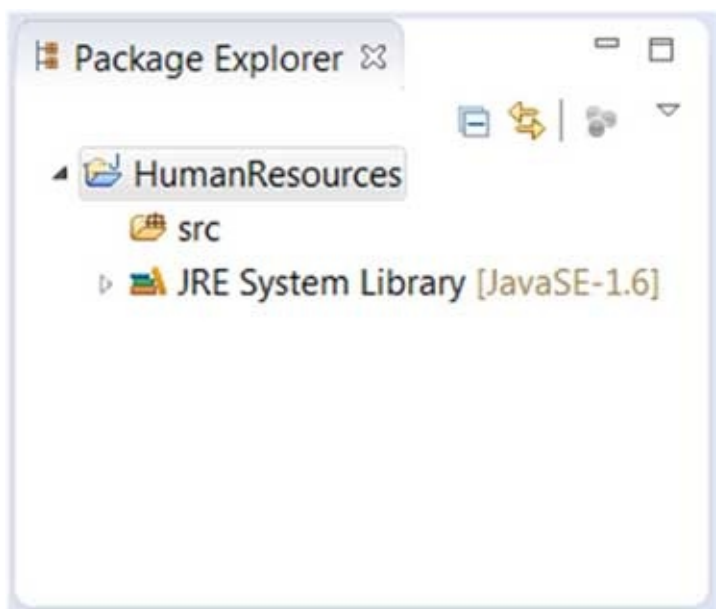 Package Explorer
HumanResources
src
JRE System Library [JavaSE-1.6]